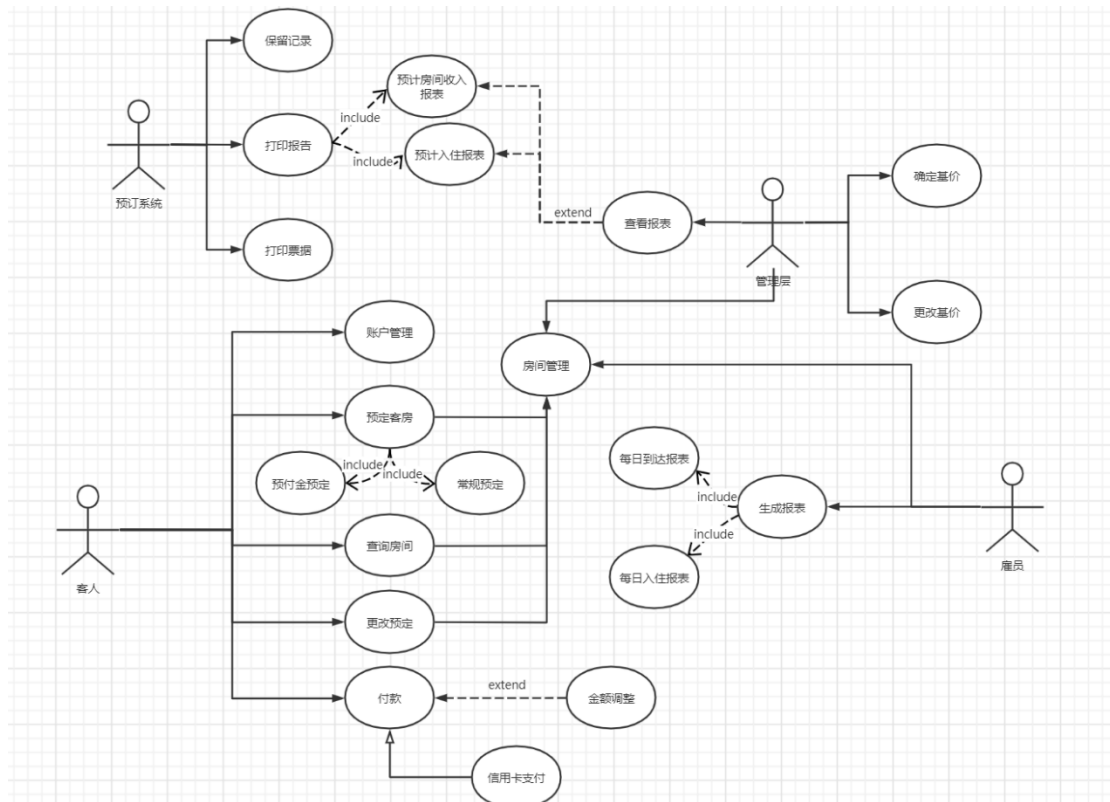 保留记录
预计房间收入
报表
include
打印报告
include
预计入住报表
确定基价
预订系统
extend
查看报表
打印票据
管理层
更改基价
账户管理
房间管理
预定客房
每日到达报表
include
include
预付金预定
常规预定
include
生成报表
include
查询房间
雇员
每日入住报表
客人
更改预定
extend
付款
金额调整
信用卡支付